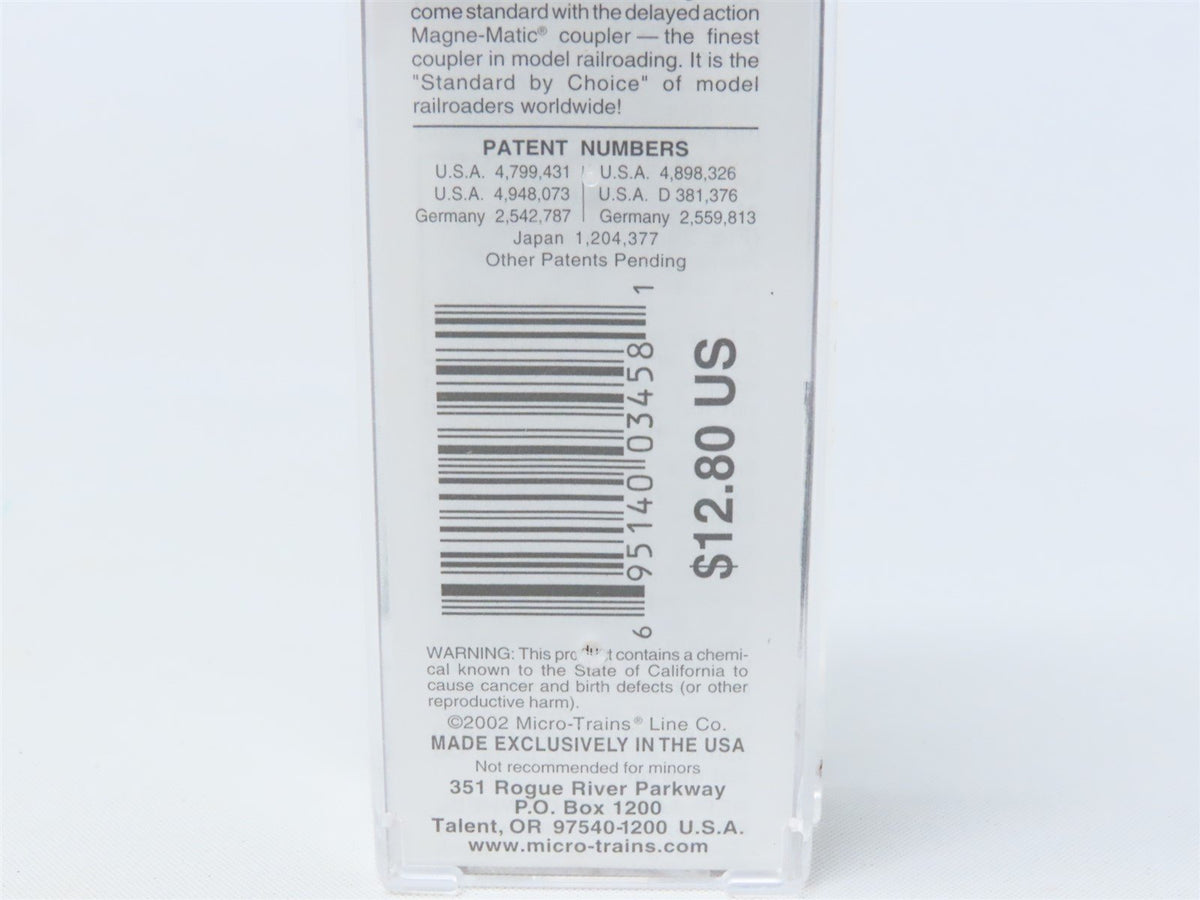 come standard with the delayed action
Magne-Matic® coupler — the finest
coupler in model railroading. It is the
"Standard by Choice" of model
railroaders worldwide!
PATENT NUMBERS
U.S.A. 4,799,431 | U.S.A. 4,898,326
U.S.A. 4,948,073 | U.S.A. D 381,376
Germany 2,542,787 | Germany 2,559,813
Japan 1,204,377
Other Patents Pending
6 95140 03458 1
$12.80 US
WARNING: This product contains a chemi-
cal known to the State of California to
cause cancer and birth defects (or other
reproductive harm).
©2002 Micro-Trains® Line Co.
MADE EXCLUSIVELY IN THE USA
Not recommended for minors
351 Rogue River Parkway
P.O. Box 1200
Talent, OR 97540-1200 U.S.A.
www.micro-trains.com